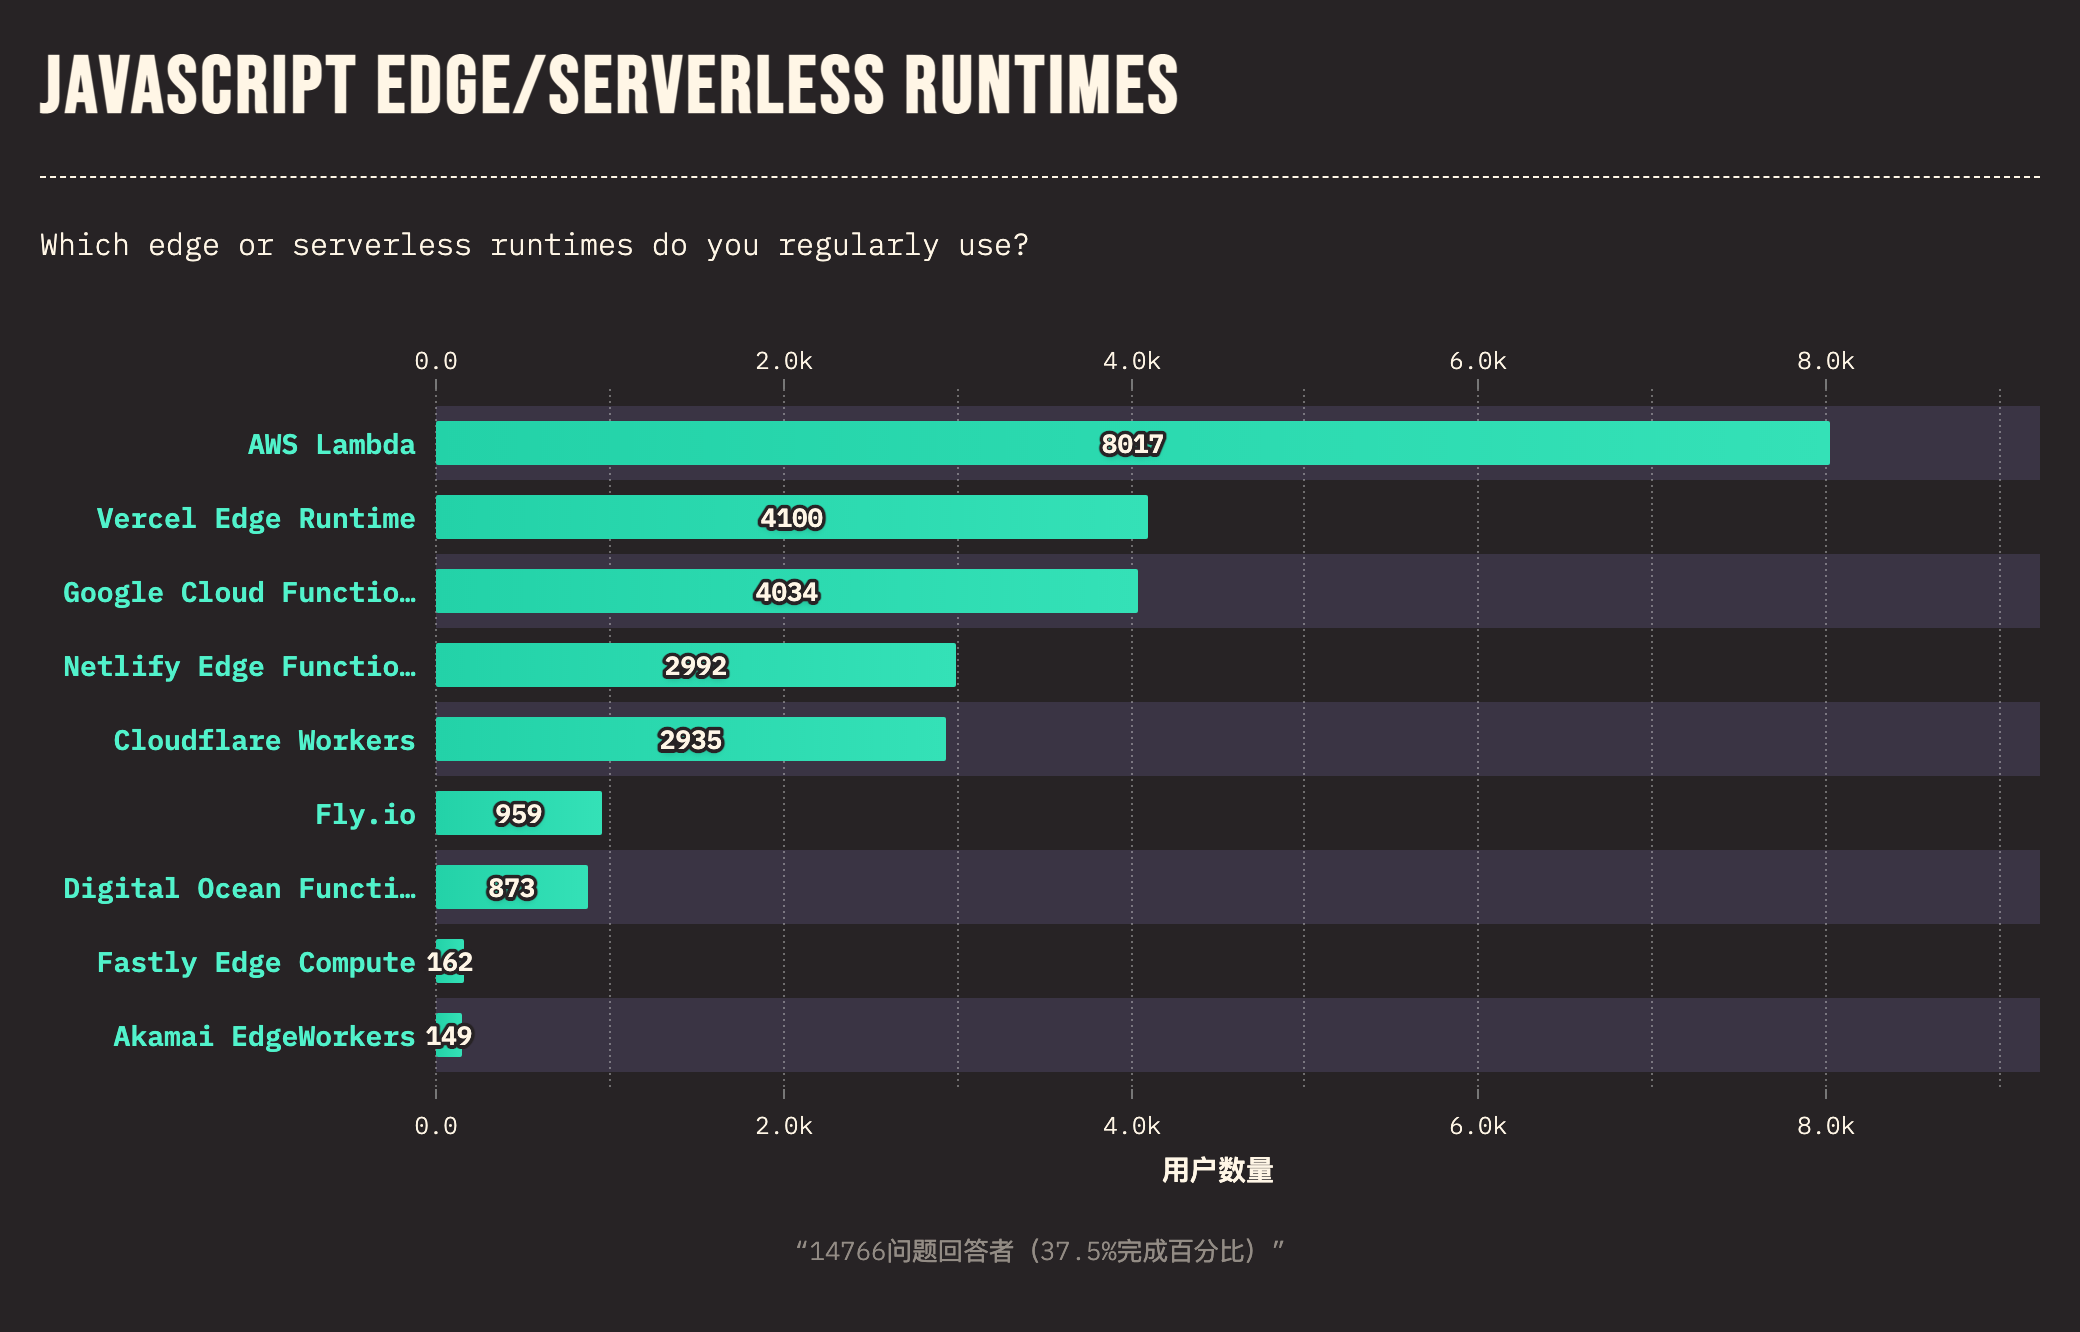 JAVASCRIPT EDGE/SERVERLESS RUNTIMES
Which edge or serverless runtimes do you regularly use?
0.0 2.0k 4.0k 6.0k 8.0k
AWS Lambda 8017
Vercel Edge Runtime 4100
Google Cloud Functio… 4034
Netlify Edge Functio… 2992
Cloudflare Workers 2935
Fly.io 959
Digital Ocean Functi… 873
Fastly Edge Compute 162
Akamai EdgeWorkers 149
0.0 2.0k 4.0k 6.0k 8.0k
用户数量
“14766问题回答者（37.5%完成百分比）”